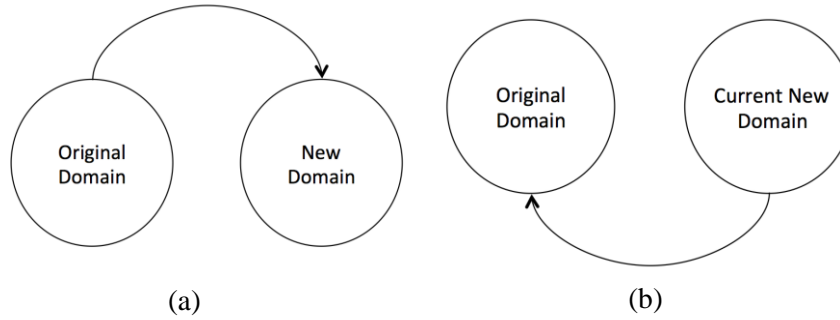 Original
Domain
New
Domain
(a)
Original
Domain
Current New
Domain
(b)